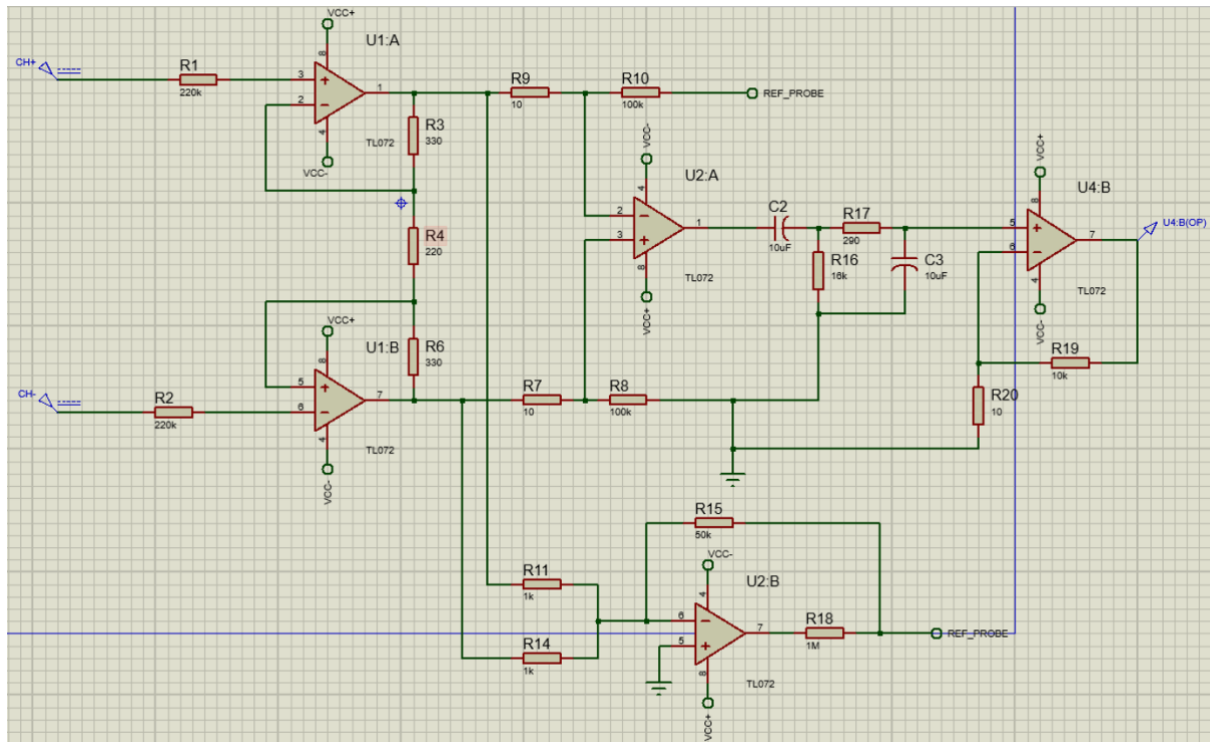 VCC+
U1:A
CH+
R1
220k
8
3
2
1
4
R3
330
TL072
VCC-
R9
10
R10
100k
REF_PROBE
R4
220
VCC-
U2:A
4
2
3
1
8
TL072
VCC+
C2
10uF
R17
290
R16
16k
C3
10uF
VCC+
U4:B
8
5
6
7
4
TL072
VCC-
U4:B(OP)
R19
10k
R20
10
VCC+
U1:B
R6
330
CH-
R2
220k
8
5
6
7
4
TL072
VCC-
R7
10
R8
100k
R15
50k
R11
1k
R14
1k
VCC-
U2:B
4
6
5
7
8
TL072
VCC+
R18
1M
REF_PROBE